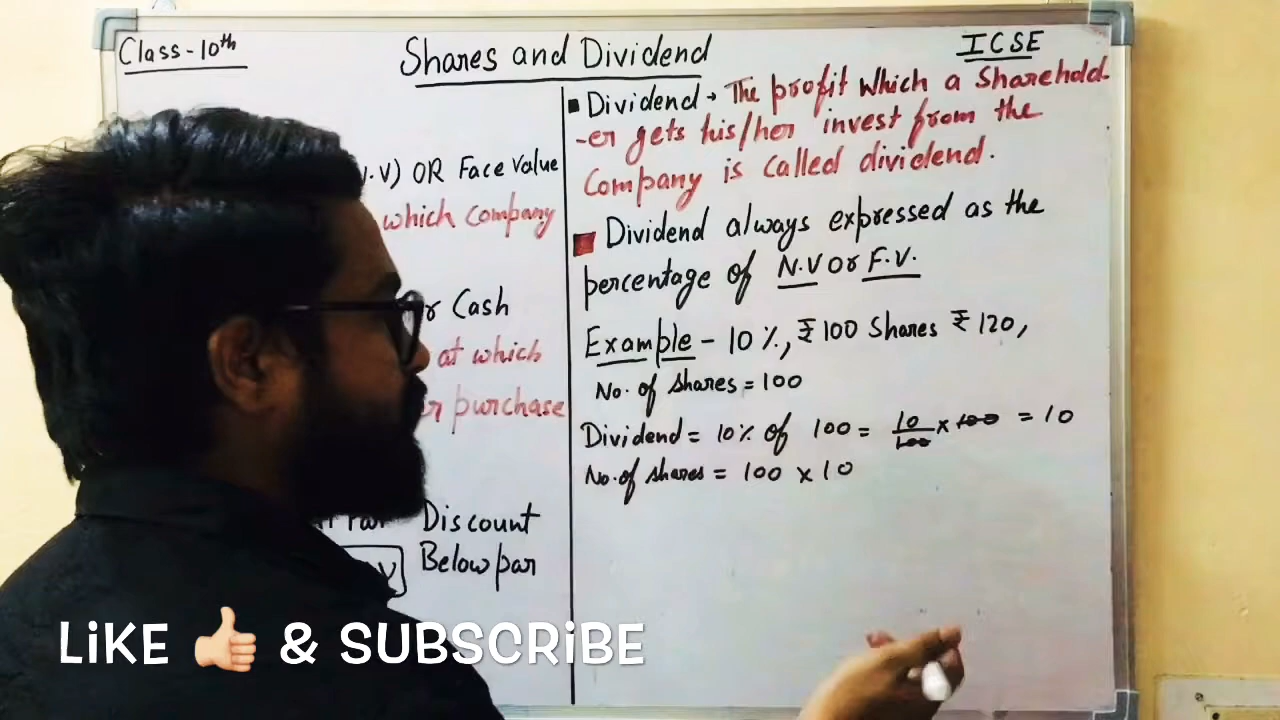 Class-10th
Shares and Dividend
ICSE
V) OR Face Value
which company
Cash
at which
purchase
Discount
Below par
▪ Dividend → The profit which a Sharehold-
-er gets his/her invest from the
Company is called dividend.
▪ Dividend always expressed as the
percentage of N.V or F.V.
Example - 10%, ₹100 Shares ₹120,
No. of shares = 100
Dividend = 10% of 100 = 10/100 × 100 = 10
No. of shares = 100 × 10
LiKE 👍🏻 & SUBSCRiBE